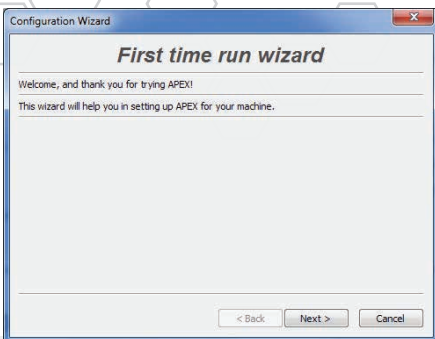 Configuration Wizard
First time run wizard
Welcome, and thank you for trying APEX!
This wizard will help you in setting up APEX for your machine.
< Back Next > Cancel